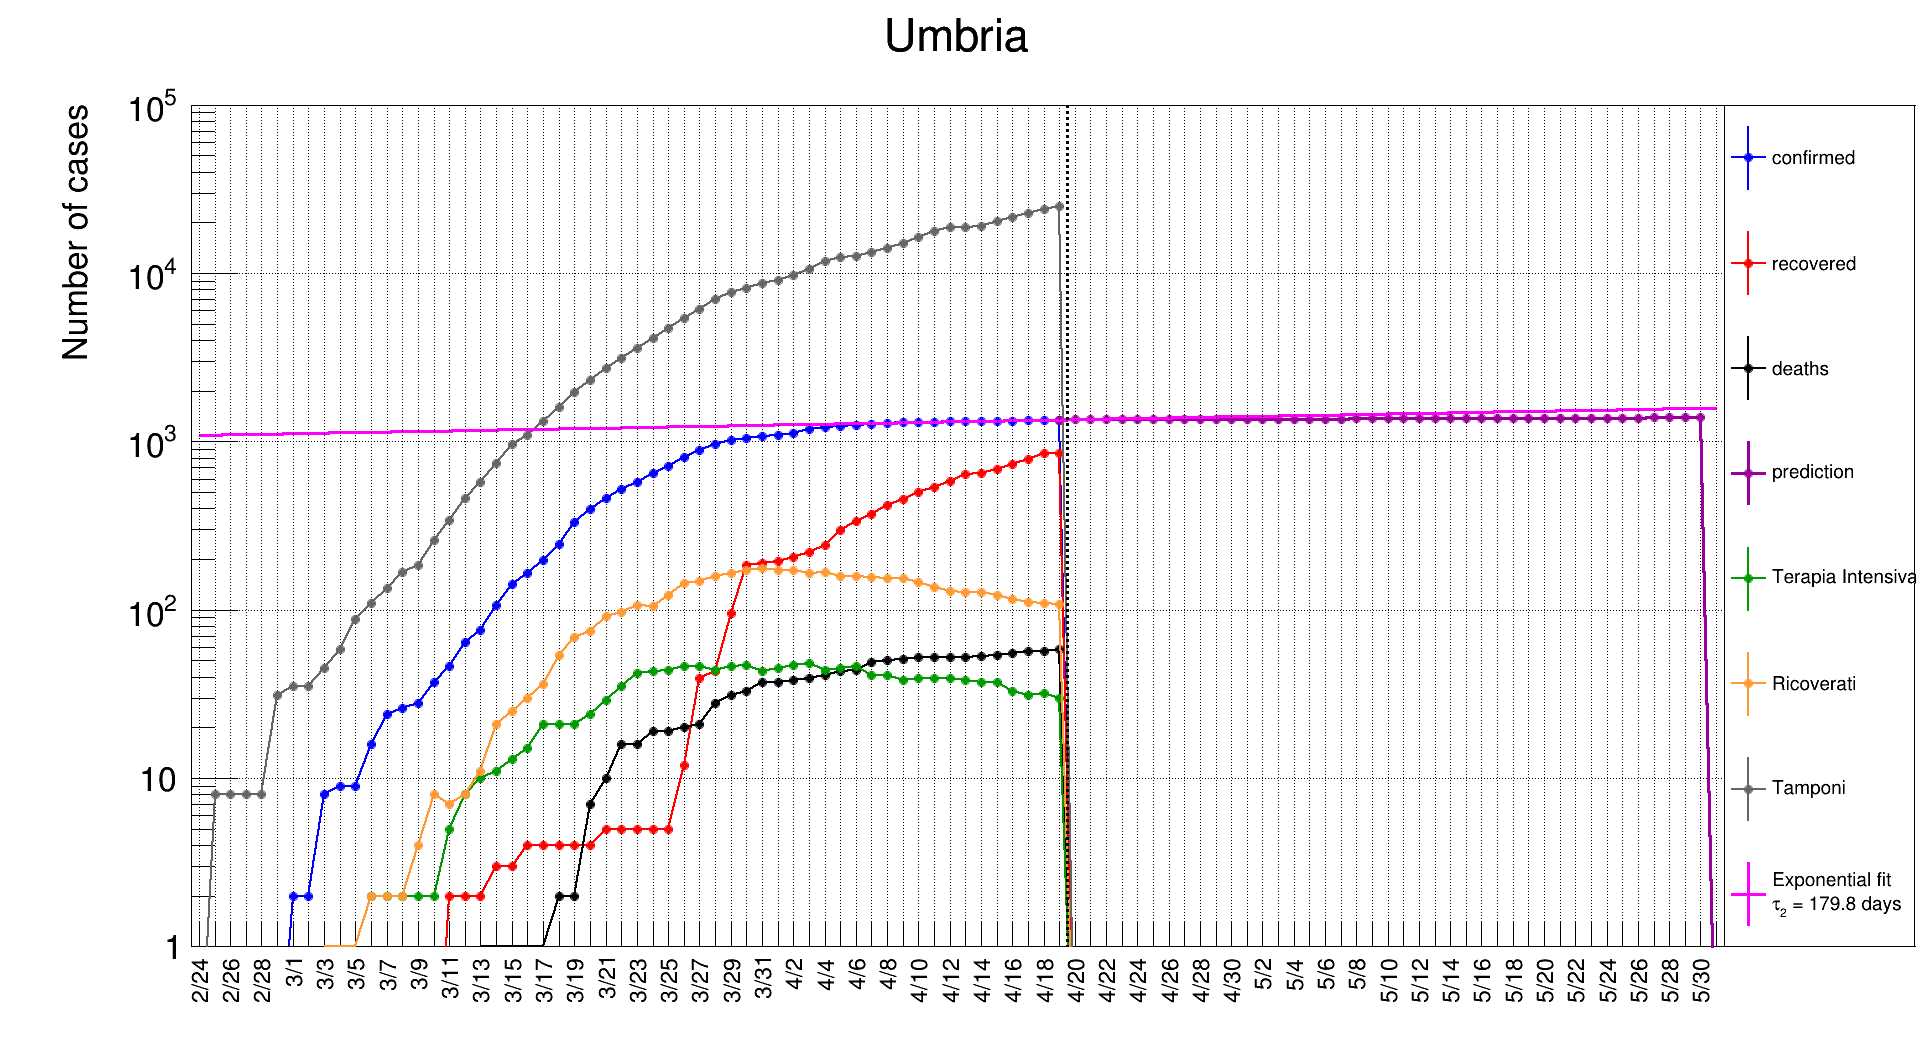 Umbria
Number of cases
10^5
10^4
10^3
10^2
10
1
2/24 2/26 2/28 3/1 3/3 3/5 3/7 3/9 3/11 3/13 3/15 3/17 3/19 3/21 3/23 3/25 3/27 3/29 3/31 4/2 4/4 4/6 4/8 4/10 4/12 4/14 4/16 4/18 4/20 4/22 4/24 4/26 4/28 4/30 5/2 5/4 5/6 5/8 5/10 5/12 5/14 5/16 5/18 5/20 5/22 5/24 5/26 5/28 5/30
confirmed
recovered
deaths
prediction
Terapia Intensiva
Ricoverati
Tamponi
Exponential fit
τ₂ = 179.8 days